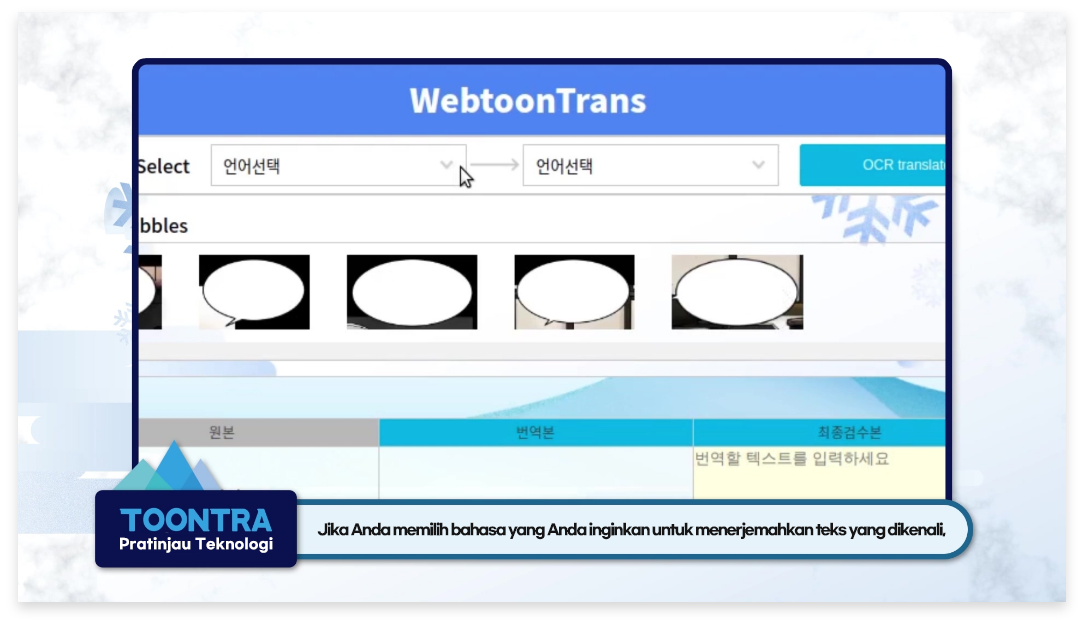 WebtoonTrans
Select 언어선택 언어선택 OCR translat
bbles
원본 번역본 최종검수본
번역할 텍스트를 입력하세요
TOONTRA
Pratinjau Teknologi
Jika Anda memilih bahasa yang Anda inginkan untuk menerjemahkan teks yang dikenali,